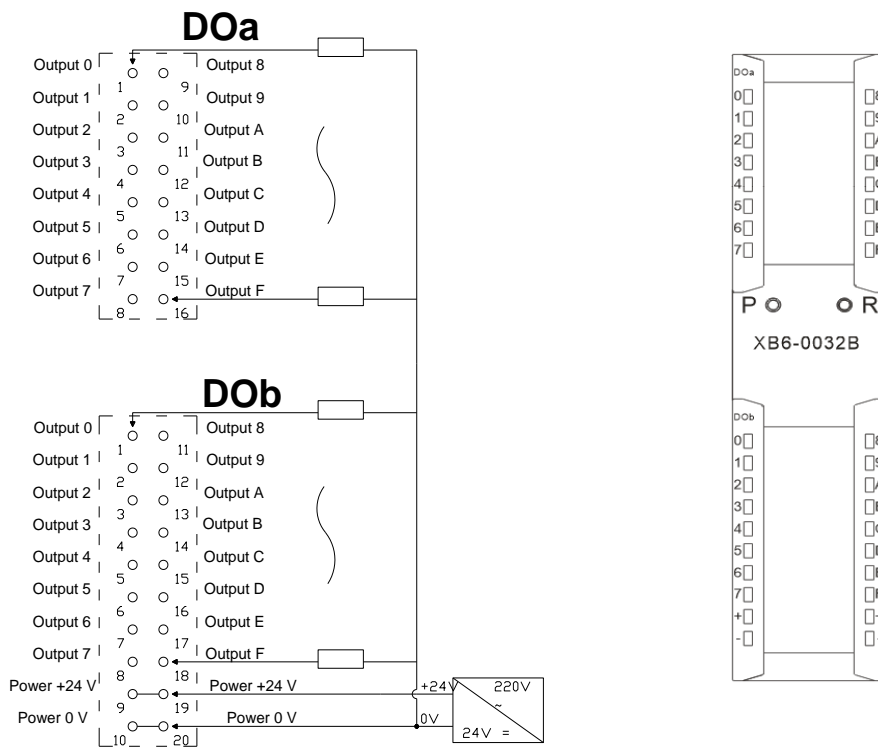 DOa
Output 0 Output 8
1 9
Output 1 Output 9
2 10
Output 2 Output A
3 11
Output 3 Output B
4 12
Output 4 Output C
5 13
Output 5 Output D
6 14
Output 6 Output E
7 15
Output 7 Output F
8 16
DOb
Output 0 Output 8
1 11
Output 1 Output 9
2 12
Output 2 Output A
3 13
Output 3 Output B
4 14
Output 4 Output C
5 15
Output 5 Output D
6 16
Output 6 Output E
7 17
Output 7 Output F
8 18
Power +24 V Power +24 V +24V
9 19
Power 0 V Power 0 V 0V
10 20
220V
~
24V =
DOa
0
1
2
3
4
5
6
7
P R
XB6-0032B
DOb
0
1
2
3
4
5
6
7
+
-